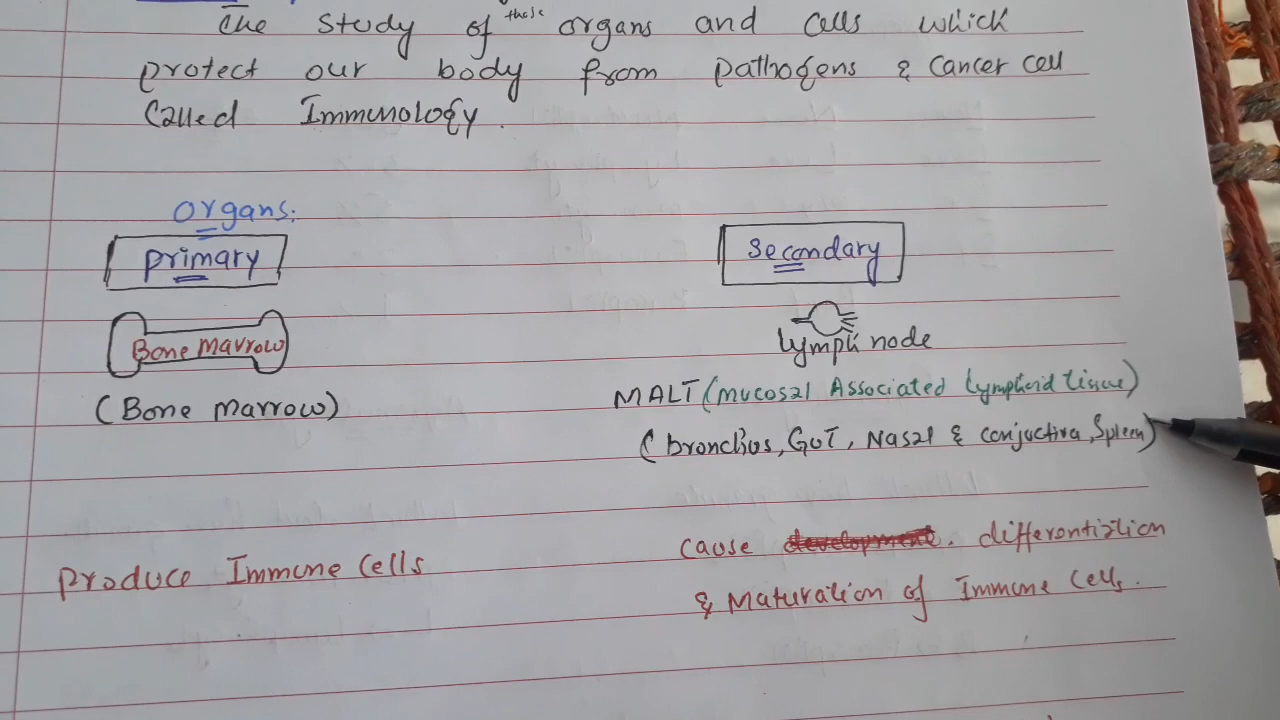 The study of these organs and cells which
protect our body from pathogens & cancer cell
called Immunology.
Organs:
Primary
Secondary
Bone marrow
Lymph node
(Bone marrow)
MALT (Mucosal Associated Lymphoid tissue)
(bronchios, GUT, Nasal & conjuctiva, Spleen)
Produce Immune Cells
cause development. differontiation
& Maturation of Immune Cells.